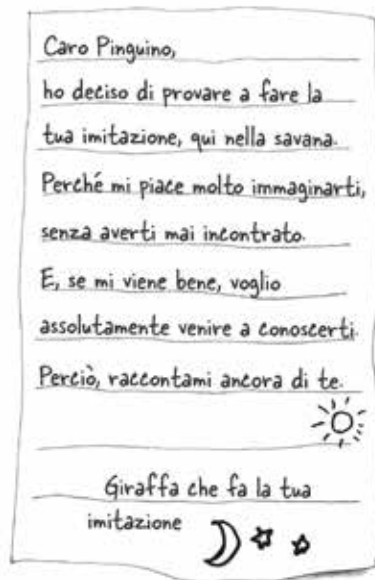 Caro Pinguino,
ho deciso di provare a fare la
tua imitazione, qui nella savana.
Perché mi piace molto immaginarti,
senza averti mai incontrato.
E, se mi viene bene, voglio
assolutamente venire a conoscerti.
Perciò, raccontami ancora di te.
Giraffa che fa la tua
imitazione